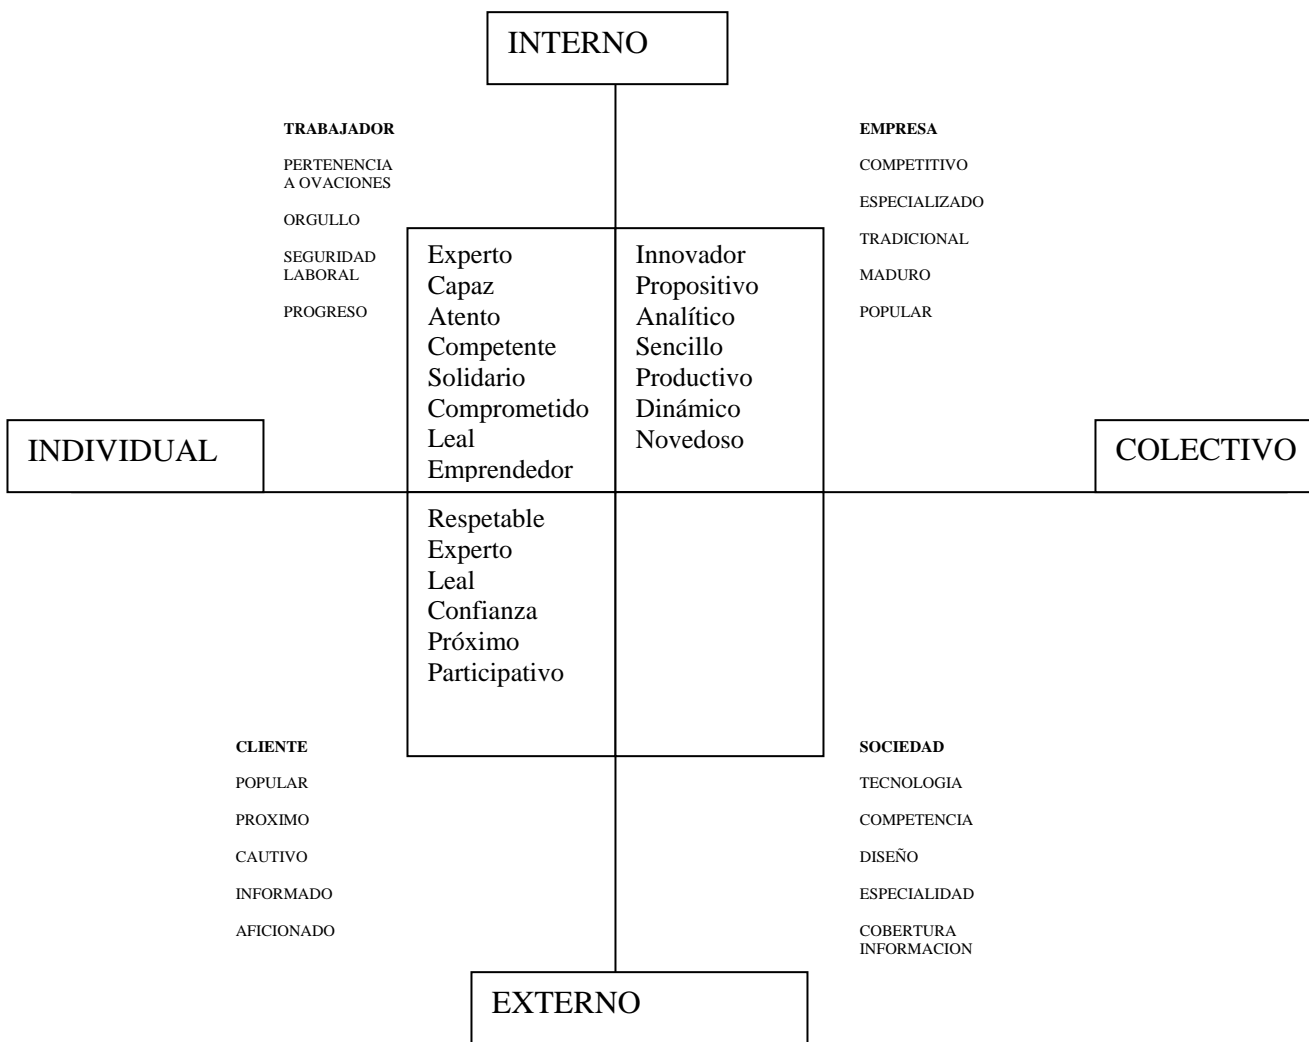 INTERNO
TRABAJADOR
PERTENENCIA
A OVACIONES
ORGULLO
SEGURIDAD
LABORAL
PROGRESO
EMPRESA
COMPETITIVO
ESPECIALIZADO
TRADICIONAL
MADURO
POPULAR
Experto
Capaz
Atento
Competente
Solidario
Comprometido
Leal
Emprendedor
Innovador
Propositivo
Analítico
Sencillo
Productivo
Dinámico
Novedoso
INDIVIDUAL
COLECTIVO
Respetable
Experto
Leal
Confianza
Próximo
Participativo
CLIENTE
POPULAR
PROXIMO
CAUTIVO
INFORMADO
AFICIONADO
SOCIEDAD
TECNOLOGIA
COMPETENCIA
DISEÑO
ESPECIALIDAD
COBERTURA
INFORMACION
EXTERNO